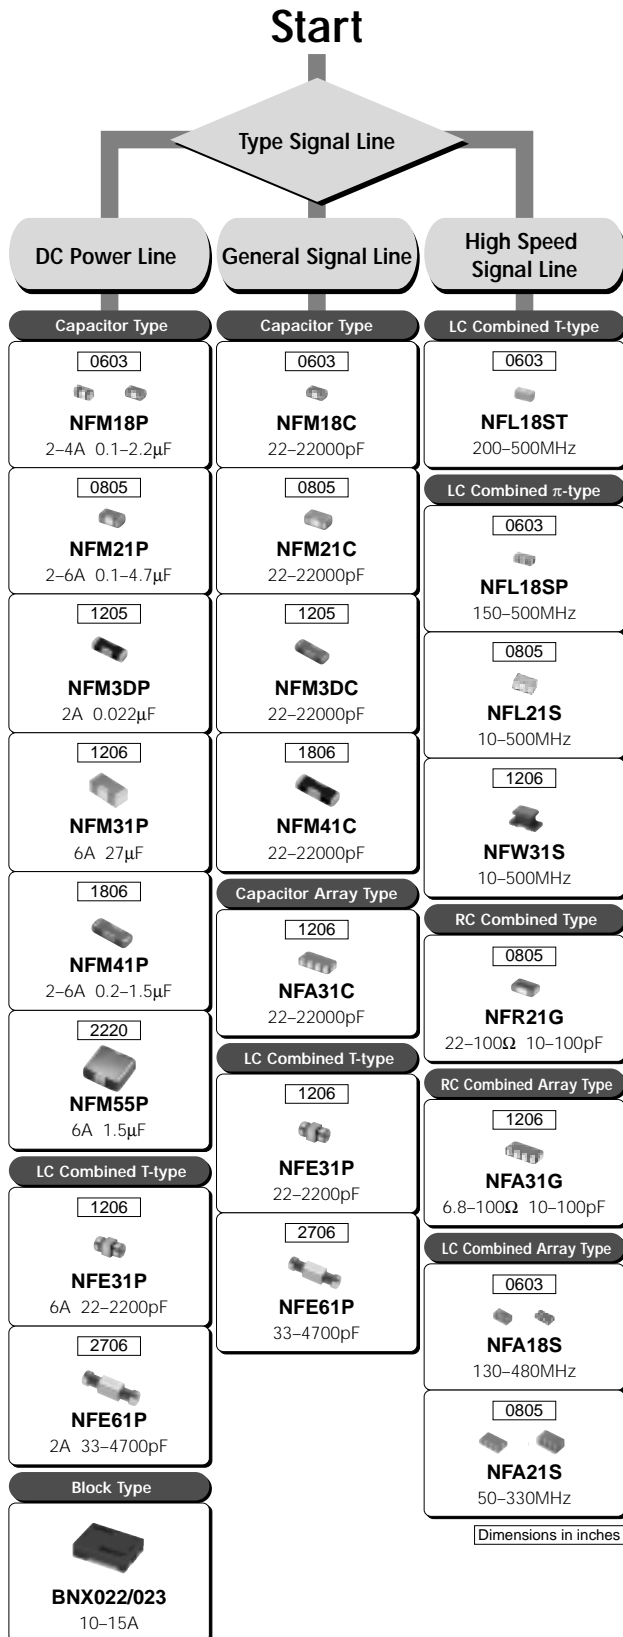 Start
Type Signal Line
DC Power Line
Capacitor Type
0603
NFM18P
2–4A 0.1–2.2µF
0805
NFM21P
2–6A 0.1–4.7µF
1205
NFM3DP
2A 0.022µF
1206
NFM31P
6A 27µF
1806
NFM41P
2–6A 0.2–1.5µF
2220
NFM55P
6A 1.5µF
LC Combined T-type
1206
NFE31P
6A 22–2200pF
2706
NFE61P
2A 33–4700pF
Block Type
BNX022/023
10–15A
General Signal Line
Capacitor Type
0603
NFM18C
22–22000pF
0805
NFM21C
22–22000pF
1205
NFM3DC
22–22000pF
1806
NFM41C
22–22000pF
Capacitor Array Type
1206
NFA31C
22–22000pF
LC Combined T-type
1206
NFE31P
22–2200pF
2706
NFE61P
33–4700pF
High Speed
Signal Line
LC Combined T-type
0603
NFL18ST
200–500MHz
LC Combined π-type
0603
NFL18SP
150–500MHz
0805
NFL21S
10–500MHz
1206
NFW31S
10–500MHz
RC Combined Type
0805
NFR21G
22–100Ω 10–100pF
RC Combined Array Type
1206
NFA31G
6.8–100Ω 10–100pF
LC Combined Array Type
0603
NFA18S
130–480MHz
0805
NFA21S
50–330MHz
Dimensions in inches